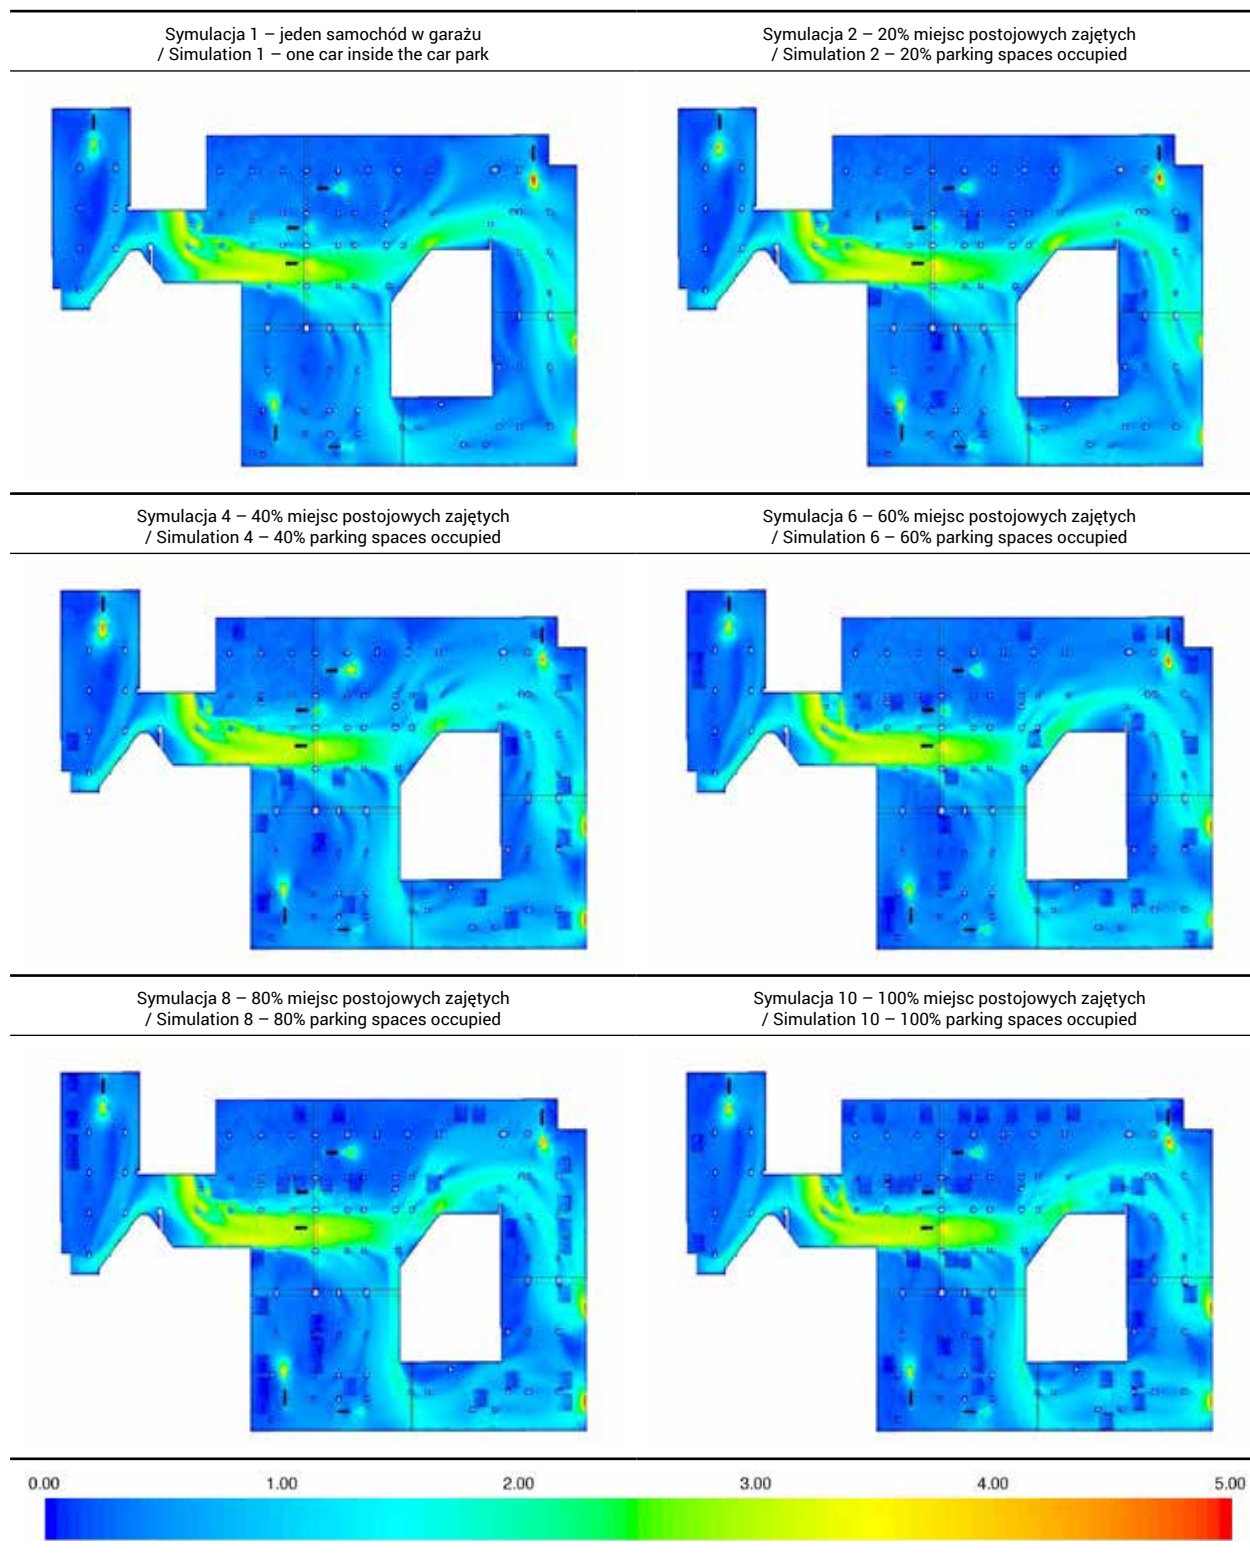 Symulacja 1 – jeden samochód w garażu
/ Simulation 1 – one car inside the car park
Symulacja 2 – 20% miejsc postojowych zajętych
/ Simulation 2 – 20% parking spaces occupied
Symulacja 4 – 40% miejsc postojowych zajętych
/ Simulation 4 – 40% parking spaces occupied
Symulacja 6 – 60% miejsc postojowych zajętych
/ Simulation 6 – 60% parking spaces occupied
Symulacja 8 – 80% miejsc postojowych zajętych
/ Simulation 8 – 80% parking spaces occupied
Symulacja 10 – 100% miejsc postojowych zajętych
/ Simulation 10 – 100% parking spaces occupied
0.00 1.00 2.00 3.00 4.00 5.00